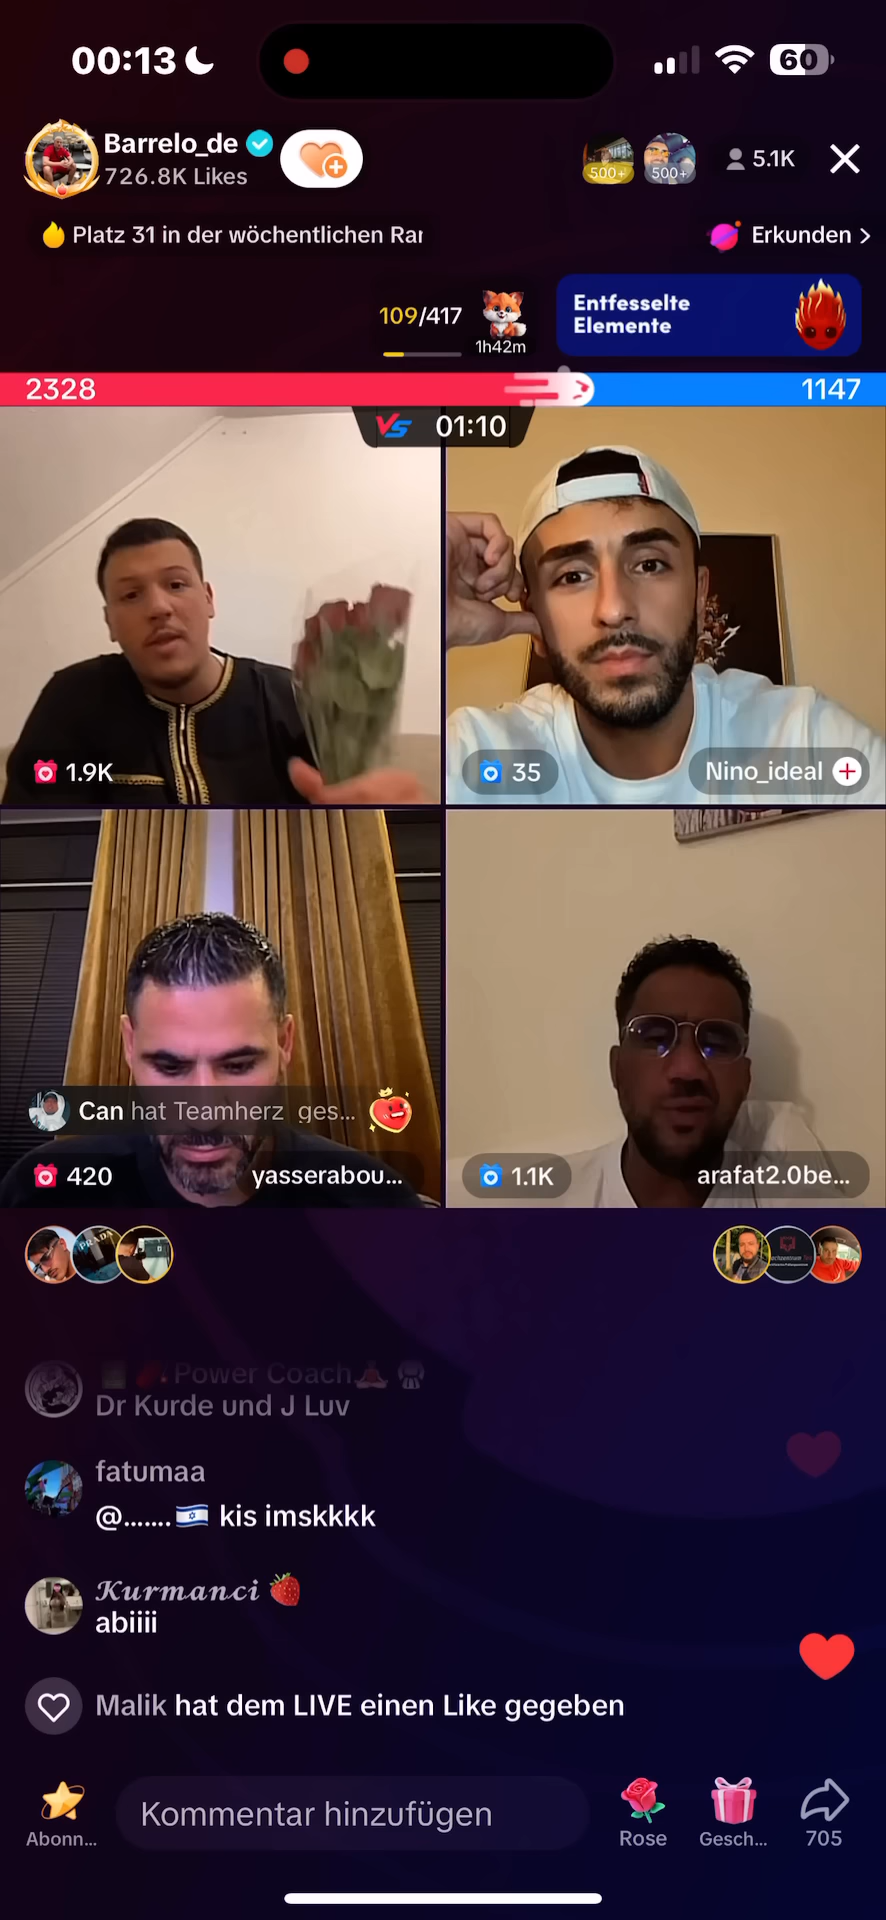 00:13
60
Barrelo_de
726.8K Likes
500+
500+
5.1K
Platz 31 in der wöchentlichen Ran
Erkunden >
109/417
1h42m
Entfesselte
Elemente
2328
1147
VS 01:10
1.9K
35
Nino_ideal
Can hat Teamherz ges...
420
yasserabou...
1.1K
arafat2.0be...
PRADA
Power Coach
Dr Kurde und J Luv
fatumaa
@.......🇮🇱 kis imskkkk
𝓚𝓾𝓻𝓶𝓪𝓷𝓬𝓲 🍓
abiiii
Malik hat dem LIVE einen Like gegeben
Abonn...
Kommentar hinzufügen
Rose
Gesch...
705